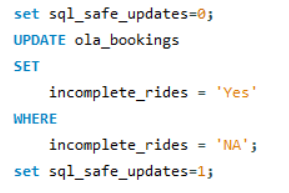 set sql_safe_updates=0;
UPDATE ola_bookings
SET
incomplete_rides = 'Yes'
WHERE
incomplete_rides = 'NA';
set sql_safe_updates=1;